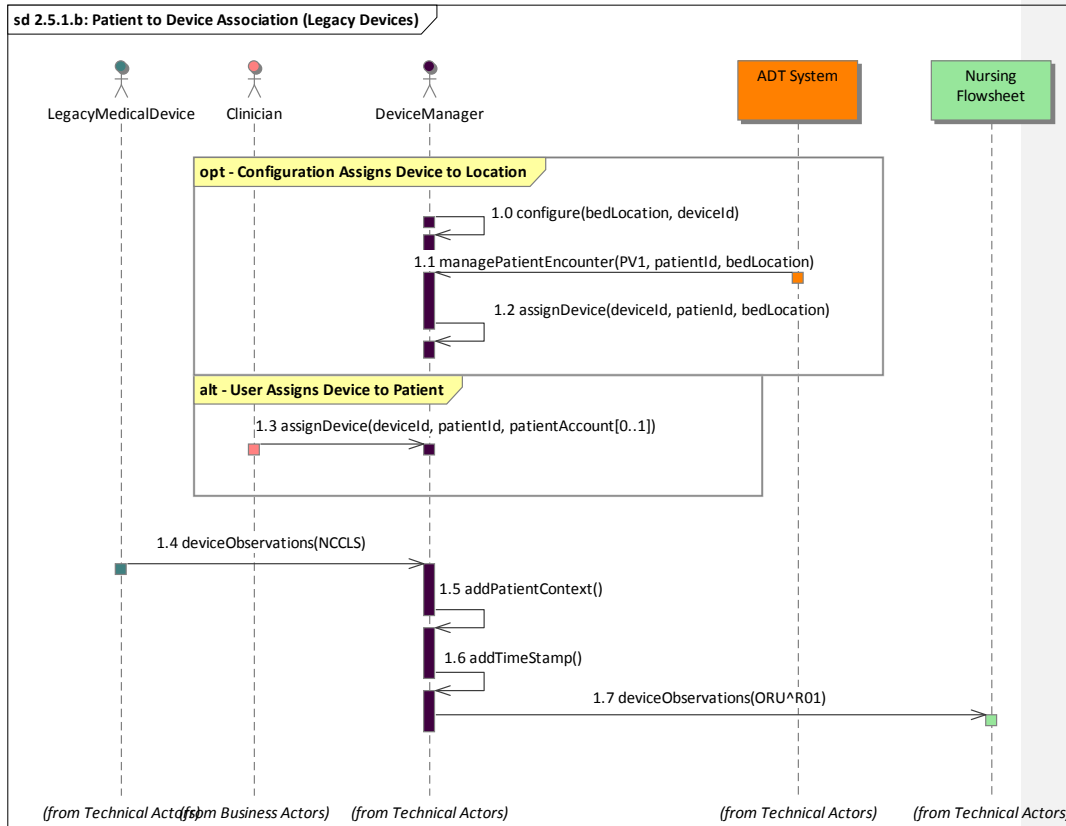 sd 2.5.1.b: Patient to Device Association (Legacy Devices)
ADT System
Nursing
Flowsheet
LegacyMedicalDevice
Clinician
DeviceManager
opt - Configuration Assigns Device to Location
1.0 configure(bedLocation, deviceId)
1.1 managePatientEncounter(PV1, patientId, bedLocation)
1.2 assignDevice(deviceId, patienId, bedLocation)
alt - User Assigns Device to Patient
1.3 assignDevice(deviceId, patientId, patientAccount[0..1])
1.4 deviceObservations(NCCLS)
1.5 addPatientContext()
1.6 addTimeStamp()
1.7 deviceObservations(ORU^R01)
(from Technical Actors)
(from Business Actors)
(from Technical Actors)
(from Technical Actors)
(from Technical Actors)